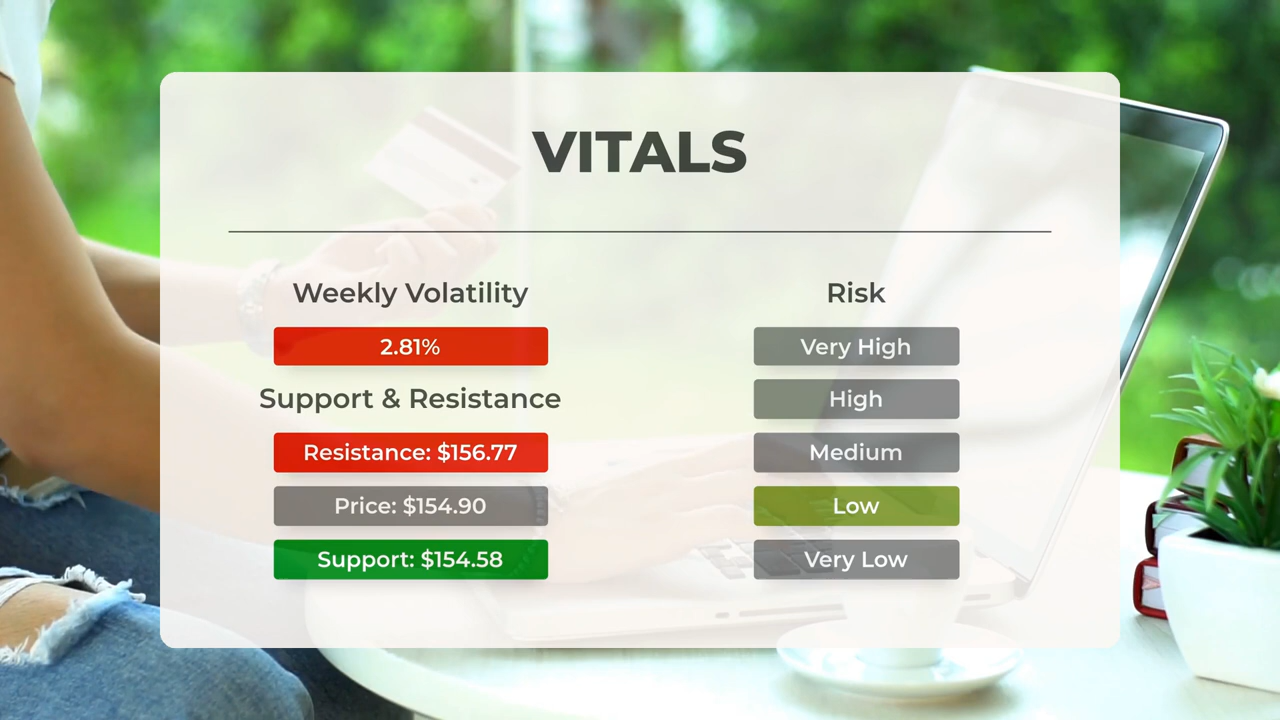 VITALS
Weekly Volatility
2.81%
Support & Resistance
Resistance: $156.77
Price: $154.90
Support: $154.58
Risk
Very High
High
Medium
Low
Very Low